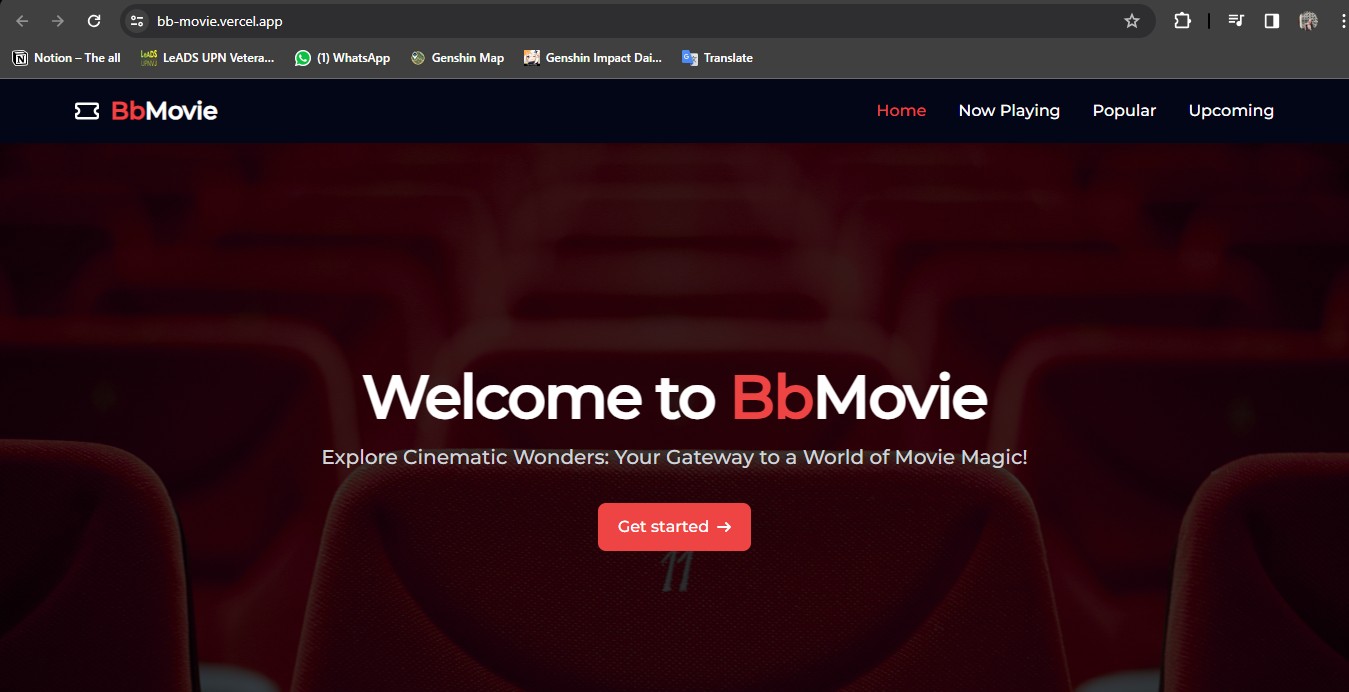 bb-movie.vercel.app
Notion – The all LeADS UPN Vetera... (1) WhatsApp Genshin Map Genshin Impact Dai... Translate
BbMovie Home Now Playing Popular Upcoming
Welcome to BbMovie
Explore Cinematic Wonders: Your Gateway to a World of Movie Magic!
Get started →
11